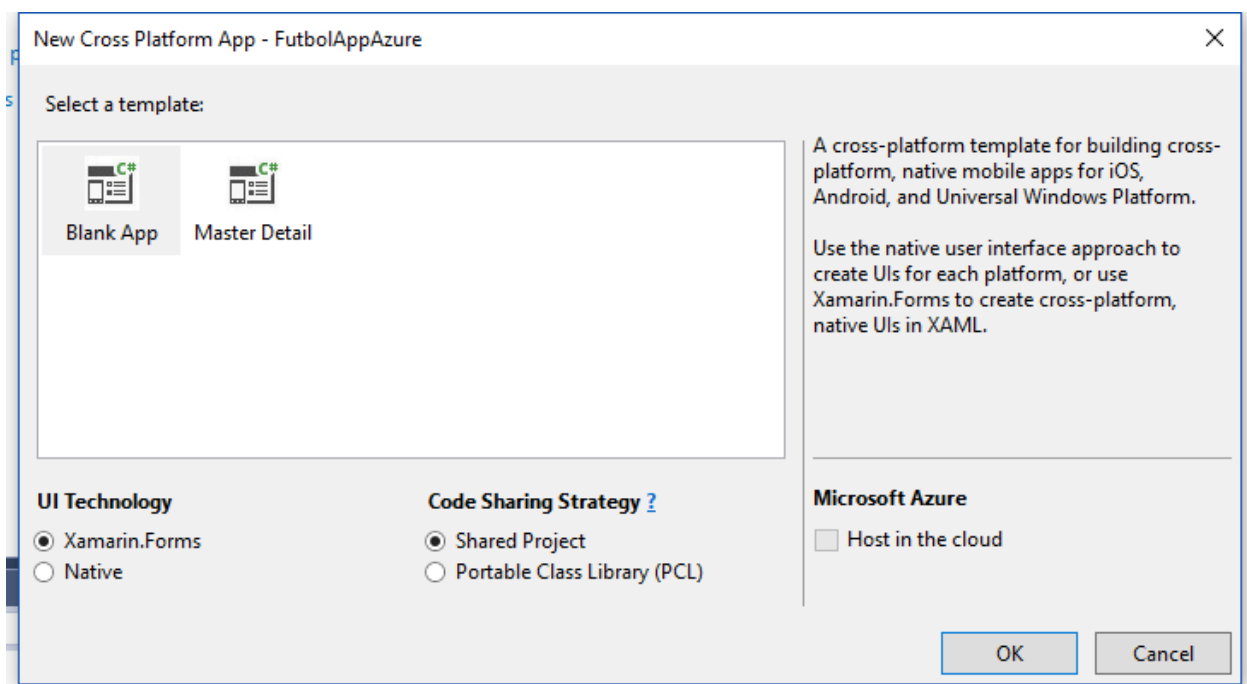 New Cross Platform App - FutbolAppAzure
p
s
Select a template:
C#
C#
Blank App
Master Detail
A cross-platform template for building cross-
platform, native mobile apps for iOS,
Android, and Universal Windows Platform.
Use the native user interface approach to
create UIs for each platform, or use
Xamarin.Forms to create cross-platform,
native UIs in XAML.
UI Technology
Xamarin.Forms
Native
Code Sharing Strategy ?
Shared Project
Portable Class Library (PCL)
Microsoft Azure
Host in the cloud
OK
Cancel